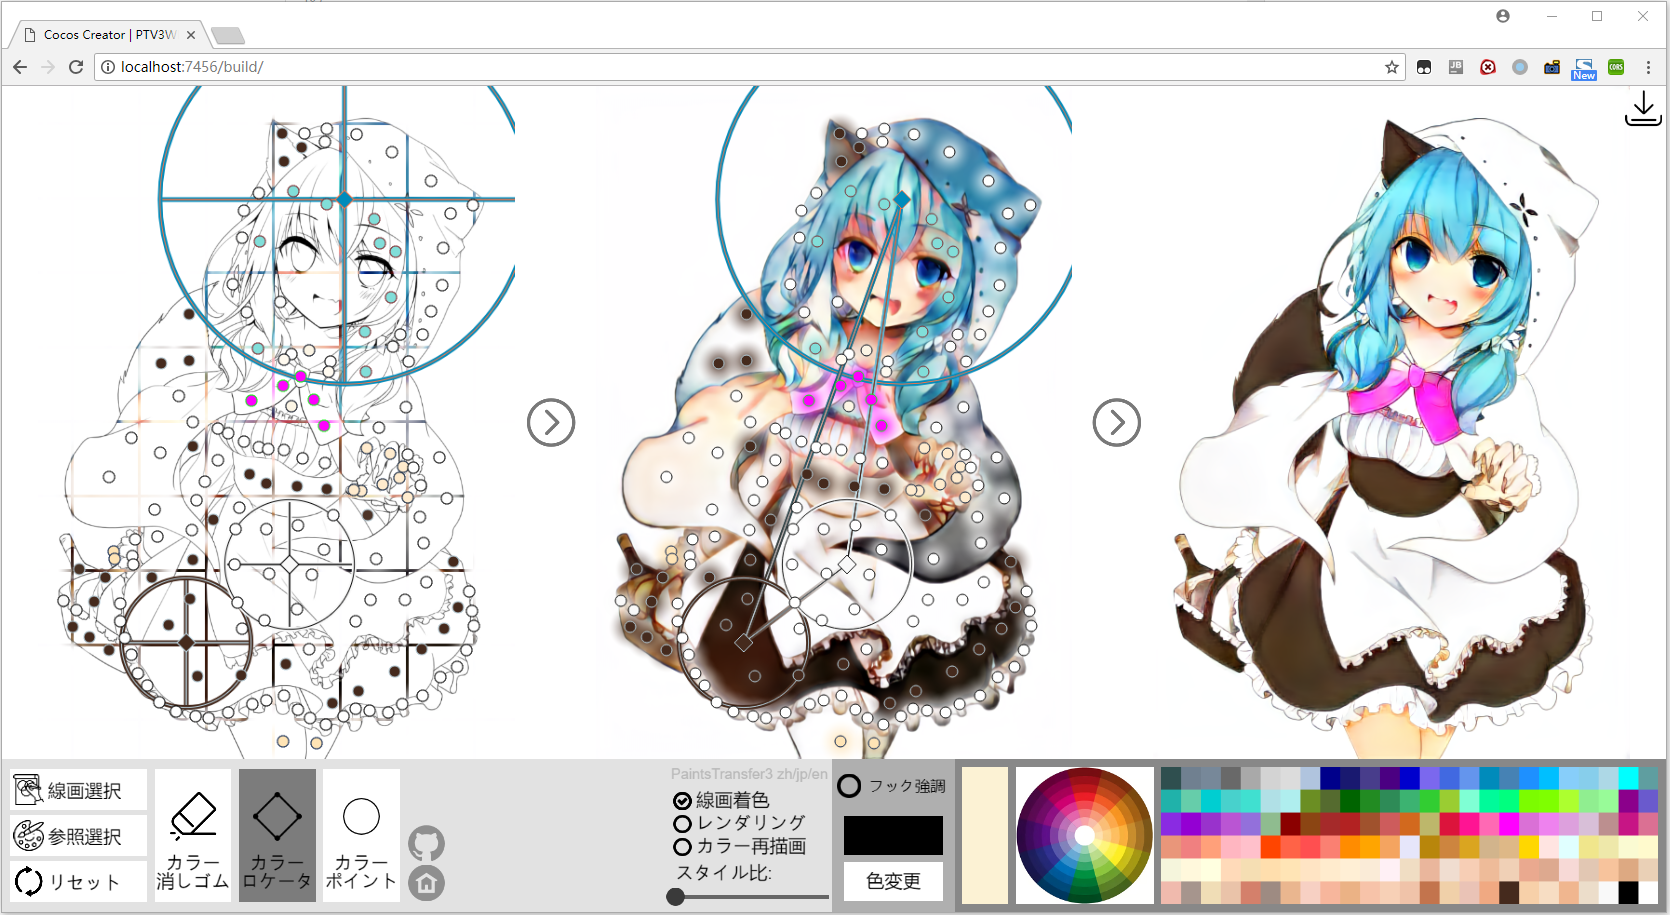 Cocos Creator | PTV3W
localhost:7456/build/
JB
New
CORS
線画選択
参照選択
リセット
カラー
消しゴム
カラー
ロケータ
カラー
ポイント
PaintsTransfer3 zh/jp/en
線画着色
レンダリング
カラー再描画
スタイル比:
フック強調
色変更